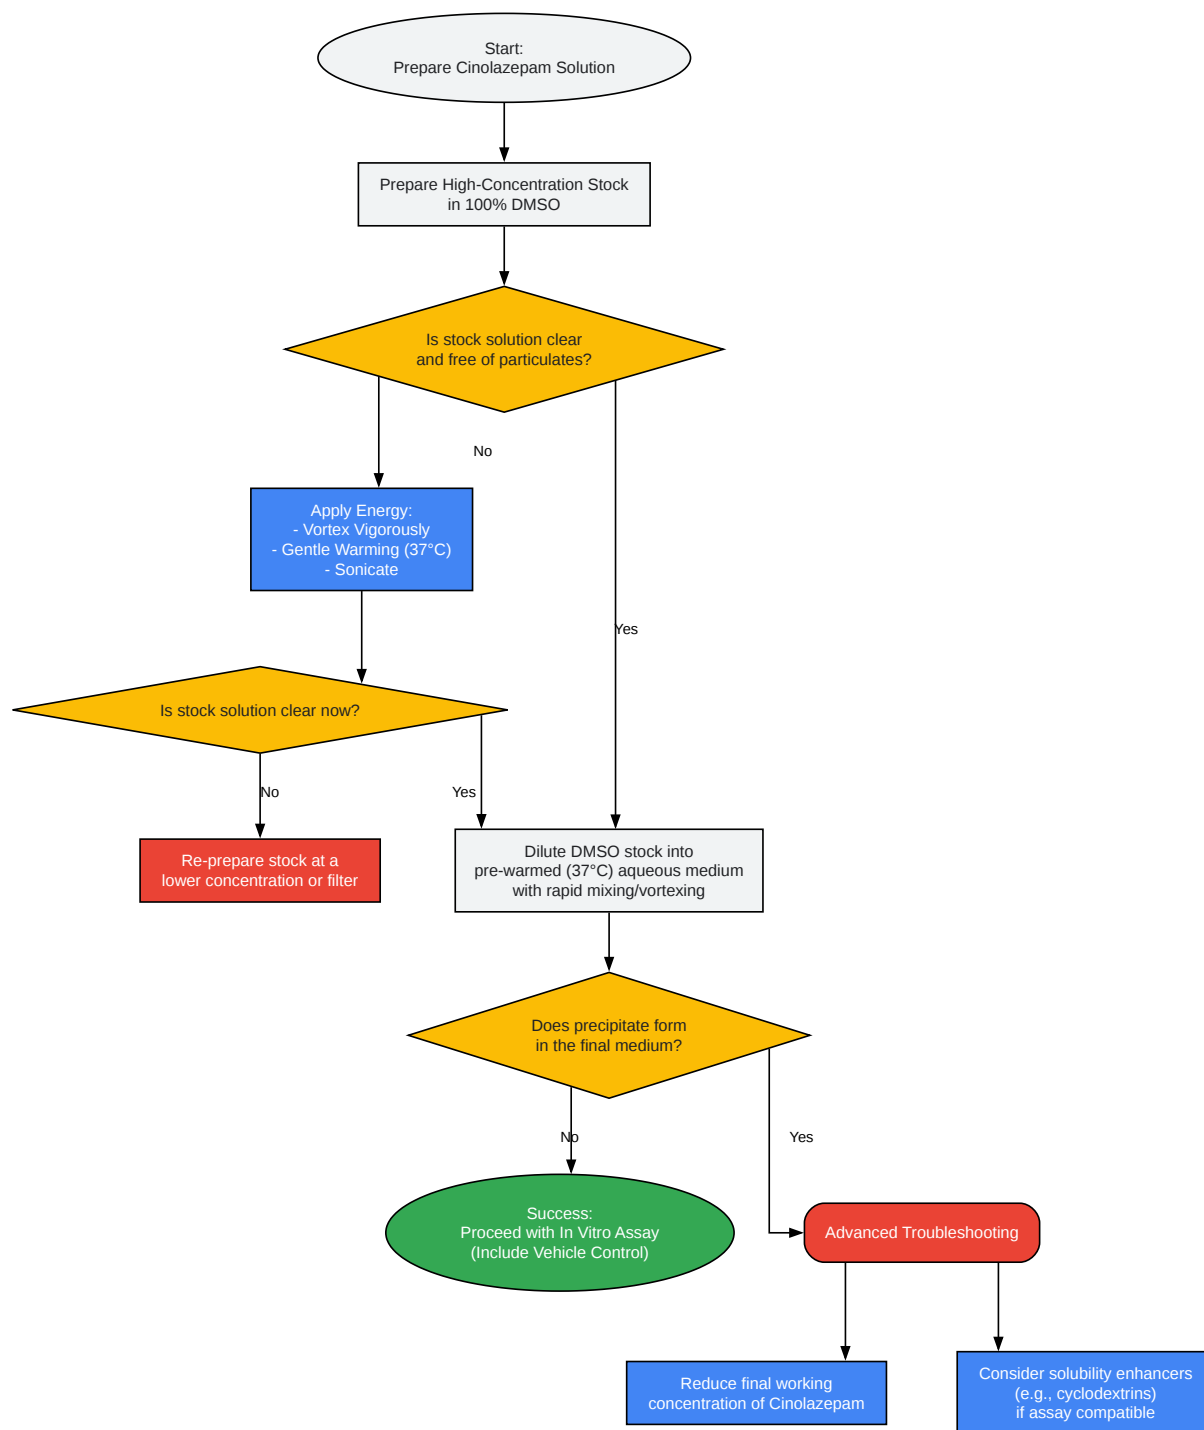 Start:
Prepare Cinolazepam Solution
Prepare High-Concentration Stock
in 100% DMSO
Is stock solution clear
and free of particulates?
No
Apply Energy:
- Vortex Vigorously
- Gentle Warming (37°C)
- Sonicate
Yes
Is stock solution clear now?
No
Yes
Re-prepare stock at a
lower concentration or filter
Dilute DMSO stock into
pre-warmed (37°C) aqueous medium
with rapid mixing/vortexing
Does precipitate form
in the final medium?
No
Yes
Success:
Proceed with In Vitro Assay
(Include Vehicle Control)
Advanced Troubleshooting
Reduce final working
concentration of Cinolazepam
Consider solubility enhancers
(e.g., cyclodextrins)
if assay compatible